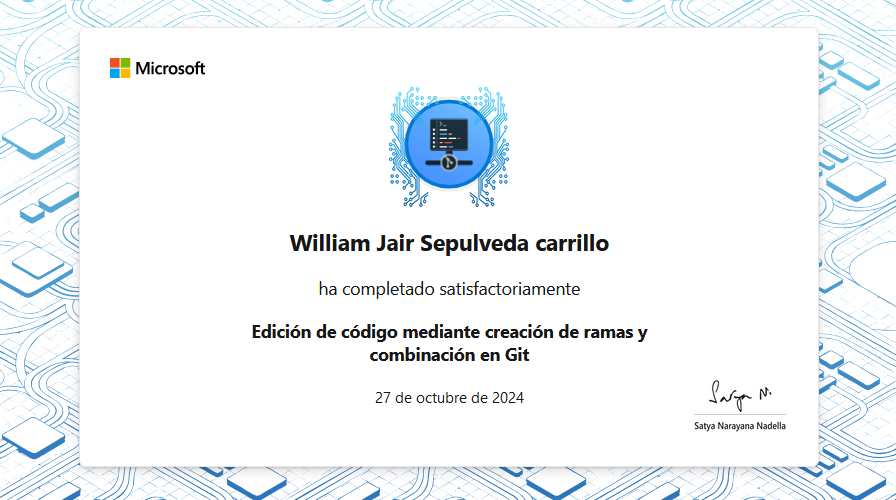 Microsoft
William Jair Sepulveda carrillo
ha completado satisfactoriamente
Edición de código mediante creación de ramas y
combinación en Git
27 de octubre de 2024
Satya N.
Satya Narayana Nadella